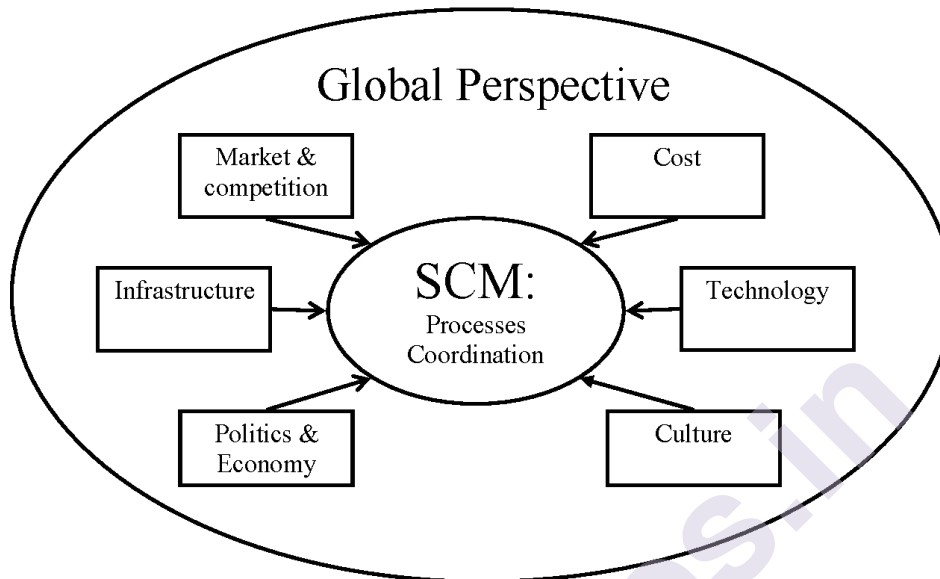 Global Perspective
Market &
competition
Cost
Infrastructure
SCM:
Processes
Coordination
Technology
Politics &
Economy
Culture